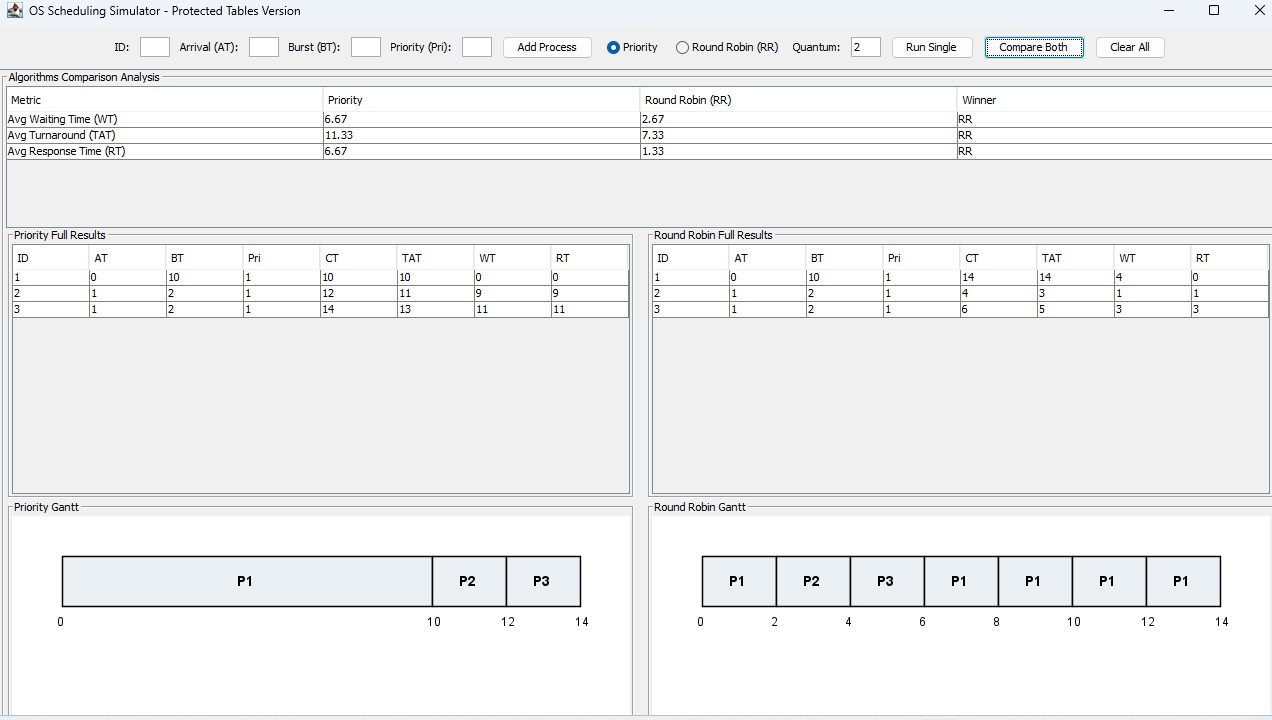 OS Scheduling Simulator - Protected Tables Version
ID: Arrival (AT): Burst (BT): Priority (Pri): Add Process Priority Round Robin (RR) Quantum: 2 Run Single Compare Both Clear All
Algorithms Comparison Analysis
Metric Priority Round Robin (RR) Winner
Avg Waiting Time (WT) 6.67 2.67 RR
Avg Turnaround (TAT) 11.33 7.33 RR
Avg Response Time (RT) 6.67 1.33 RR
Priority Full Results
ID AT BT Pri CT TAT WT RT
1 0 10 1 10 10 0 0
2 1 2 1 12 11 9 9
3 1 2 1 14 13 11 11
Round Robin Full Results
ID AT BT Pri CT TAT WT RT
1 0 10 1 14 14 4 0
2 1 2 1 4 3 1 1
3 1 2 1 6 5 3 3
Priority Gantt
P1 P2 P3
0 10 12 14
Round Robin Gantt
P1 P2 P3 P1 P1 P1 P1
0 2 4 6 8 10 12 14